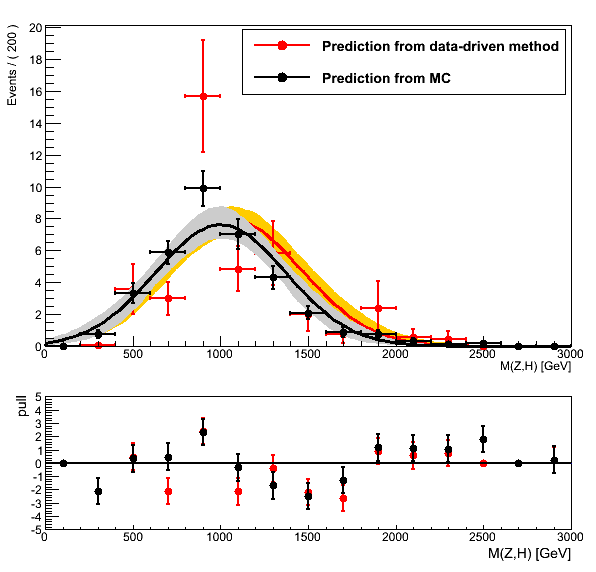 Events / ( 200 )
20
18
16
14
12
10
8
6
4
2
0
Prediction from data-driven method
Prediction from MC
0 500 1000 1500 2000 2500 3000
M(Z,H) [GeV]
pull
5
4
3
2
1
0
-1
-2
-3
-4
-5
0 500 1000 1500 2000 2500 3000
M(Z,H) [GeV]